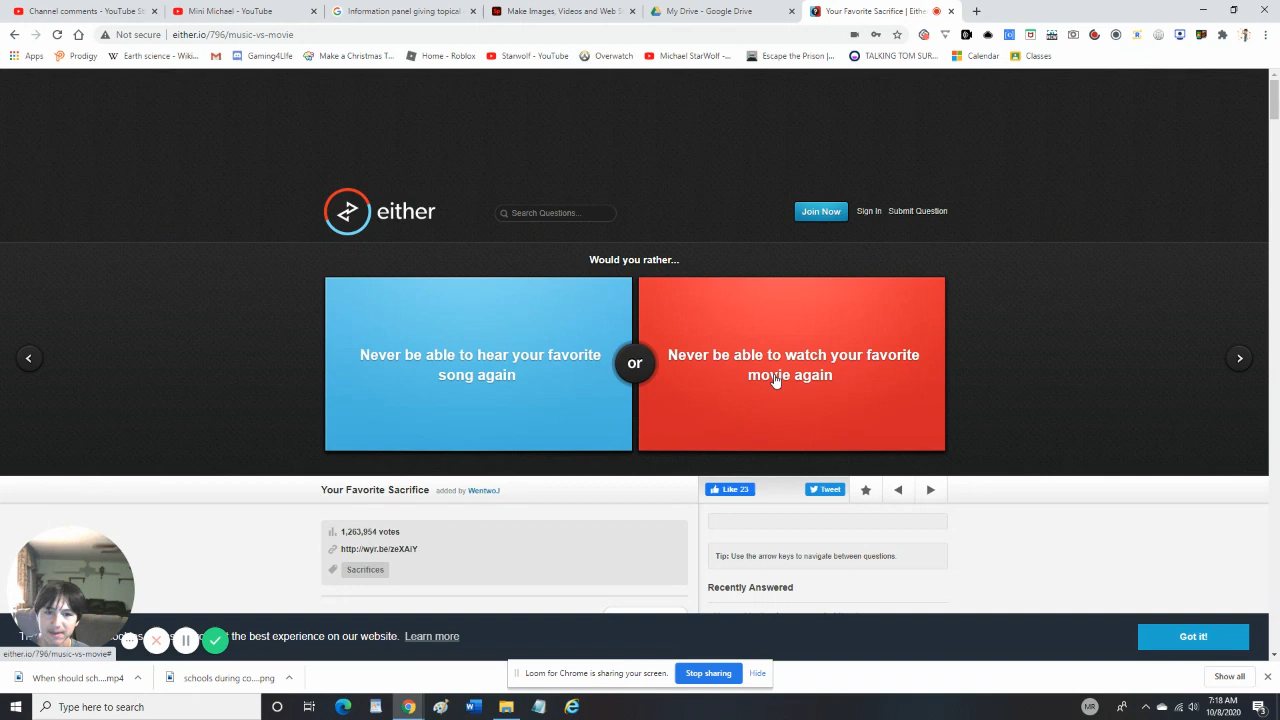 Channel comments - YouTube St
Mini Michael - YouTube
Information panel giving topical
Make Images, Videos and Web S
My Drive - Google Drive
Your Favorite Sacrifice | Eith
Not secure | either.io/796/music-vs-movie
Apps
Prodigy
Earth science - Wiki...
Gaming4Life
Make a Christmas T...
Home - Roblox
Starwolf - YouTube
Overwatch
Michael StarWolf -...
Escape the Prison |...
TALKING TOM SUR...
Calendar
Classes
either
Search Questions...
Join Now
Sign In
Submit Question
Would you rather...
Never be able to hear your favorite
song again
or
Never be able to watch your favorite
movie again
Your Favorite Sacrifice
added by Wentwo.I
Like 23
Tweet
1,263,954 votes
http://wyr.be/zeXAlY
Sacrifices
Tip: Use the arrow keys to navigate between questions.
Recently Answered
the best experience on our website. Learn more
Got it!
either.io/796/music-vs-movie#
Loom for Chrome is sharing your screen.
Stop sharing
Hide
When should sch....mp4
schools during co....png
Show all
Type here to search
MR
7:18 AM
10/8/2020